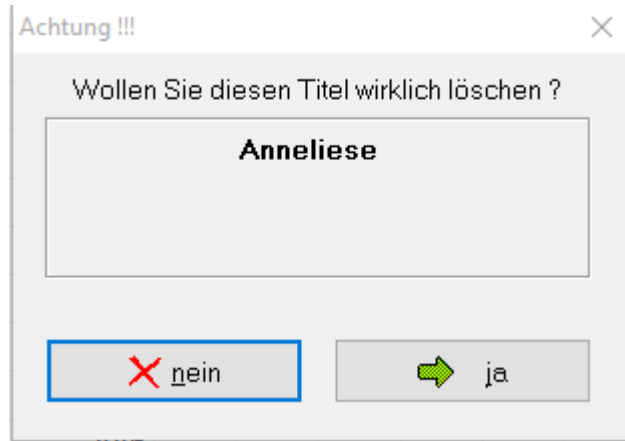 Achtung !!!
Wollen Sie diesen Titel wirklich löschen ?
Anneliese
nein
ja